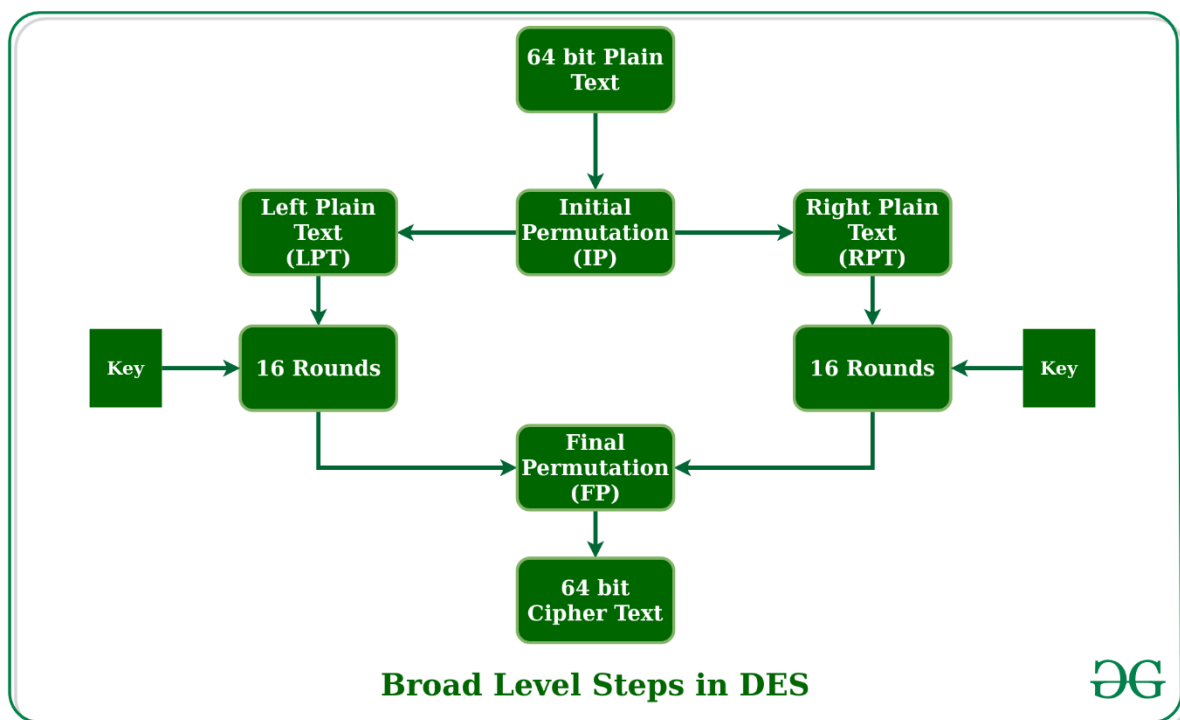 64 bit Plain
Text
Left Plain
Text
(LPT)
Initial
Permutation
(IP)
Right Plain
Text
(RPT)
Key
16 Rounds
16 Rounds
Key
Final
Permutation
(FP)
64 bit
Cipher Text
Broad Level Steps in DES